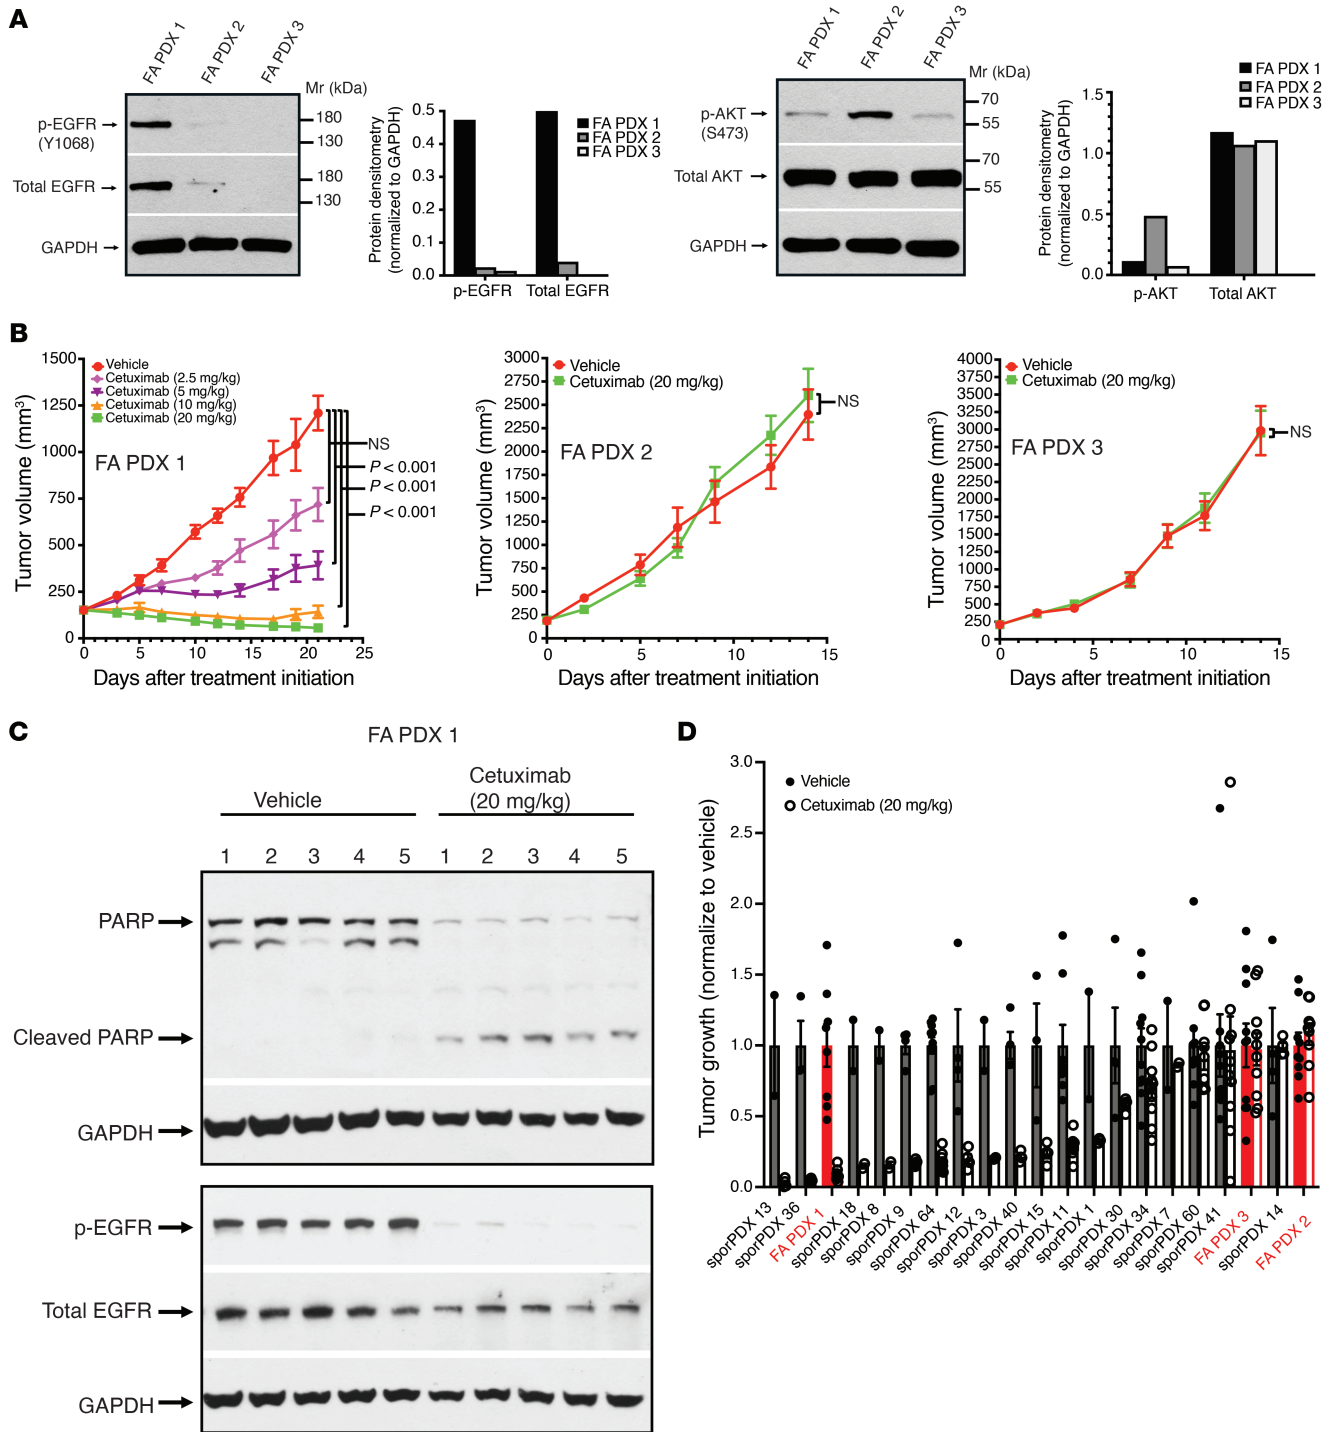 A
FA PDX 1
FA PDX 2
FA PDX 3
Mr (kDa)
p-EGFR
(Y1068)
180
130
Total EGFR
180
130
GAPDH
Protein densitometry
(normalized to GAPDH)
0.5
0.4
0.3
0.2
0.1
0.0
p-EGFR
Total EGFR
FA PDX 1
FA PDX 2
FA PDX 3
FA PDX 1
FA PDX 2
FA PDX 3
Mr (kDa)
p-AKT
(S473)
70
55
Total AKT
70
55
GAPDH
Protein densitometry
(normalized to GAPDH)
1.5
1.0
0.5
0.0
p-AKT
Total AKT
FA PDX 1
FA PDX 2
FA PDX 3
B
Tumor volume (mm³)
1500
1250
1000
750
500
250
0
Vehicle
Cetuximab (2.5 mg/kg)
Cetuximab (5 mg/kg)
Cetuximab (10 mg/kg)
Cetuximab (20 mg/kg)
FA PDX 1
NS
P < 0.001
P < 0.001
P < 0.001
0 5 10 15 20 25
Days after treatment initiation
Tumor volume (mm³)
3000
2750
2500
2250
2000
1750
1500
1250
1000
750
500
250
0
Vehicle
Cetuximab (20 mg/kg)
NS
FA PDX 2
0 5 10 15
Days after treatment initiation
Tumor volume (mm³)
4000
3750
3500
3250
3000
2750
2500
2250
2000
1750
1500
1250
1000
750
500
250
0
Vehicle
Cetuximab (20 mg/kg)
NS
FA PDX 3
0 5 10 15
Days after treatment initiation
C
FA PDX 1
Vehicle
Cetuximab
(20 mg/kg)
1 2 3 4 5 1 2 3 4 5
PARP
Cleaved PARP
GAPDH
p-EGFR
Total EGFR
GAPDH
D
Tumor growth (normalize to vehicle)
3.0
2.5
2.0
1.5
1.0
0.5
0.0
Vehicle
Cetuximab (20 mg/kg)
sporPDX 13
sporPDX 36
FA PDX 1
sporPDX 18
sporPDX 8
sporPDX 9
sporPDX 64
sporPDX 12
sporPDX 3
sporPDX 40
sporPDX 15
sporPDX 11
sporPDX 1
sporPDX 30
sporPDX 34
sporPDX 7
sporPDX 60
sporPDX 41
FA PDX 3
sporPDX 14
FA PDX 2